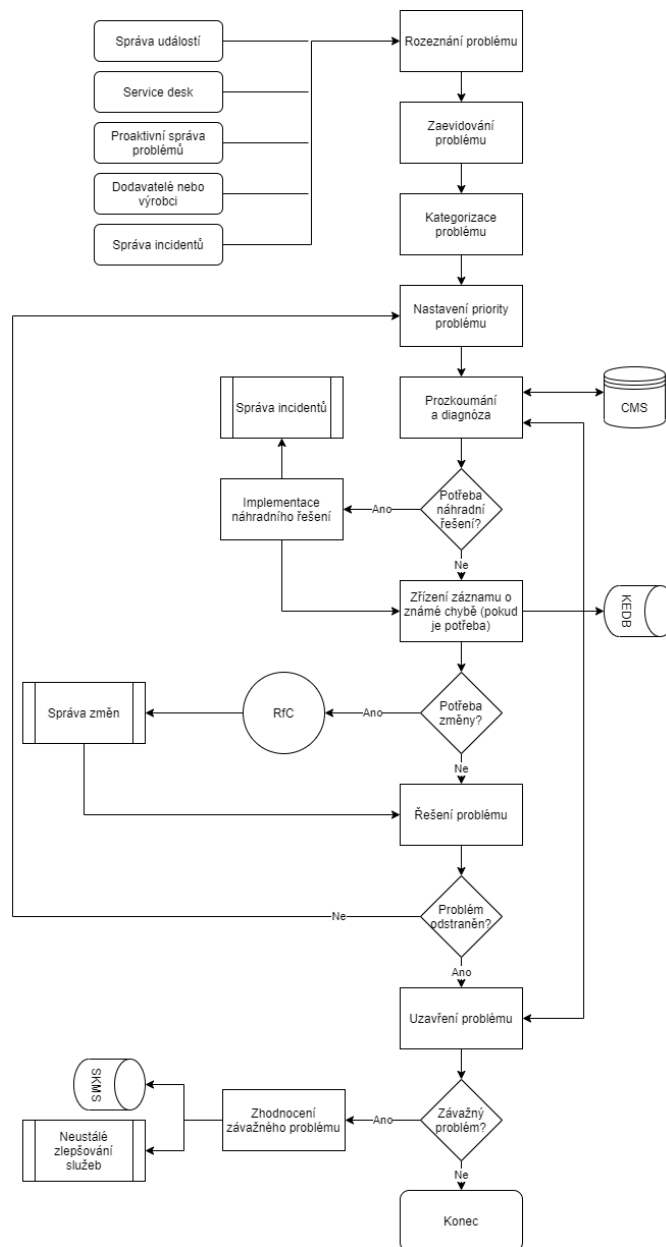 Správa událostí
Rozeznání problému
Service desk
Proaktivní správa
problémů
Zaevidování
problému
Dodavatelé nebo
výrobci
Správa incidentů
Kategorizace
problému
Nastavení priority
problému
Prozkoumání
a diagnóza
CMS
Správa incidentů
Potřeba
náhradní
řešení?
Ano
Implementace
náhradního řešení
Ne
Zřízení záznamu o
známé chybě (pokud
je potřeba)
KEDB
Potřeba
změny?
Ano
RfC
Správa změn
Ne
Řešení problému
Problém
odstraněn?
Ne
Ano
Uzavření problému
Závažný
problém?
Ano
Zhodnocení
závažného problému
SKMS
Neustálé
zlepšování
služeb
Ne
Konec